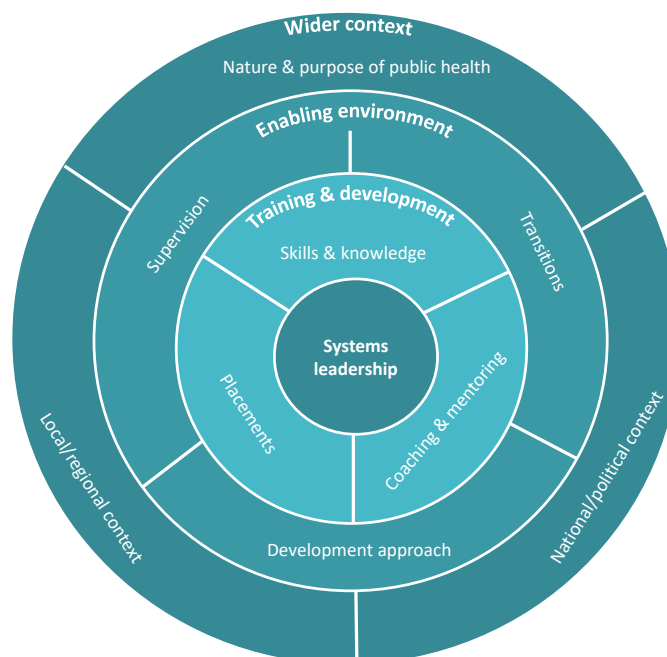 Wider context
Nature & purpose of public health
Enabling environment
Supervision
Transitions
Training & development
Skills & knowledge
Systems
leadership
Placements
Coaching & mentoring
Local/regional context
National/political context
Development approach